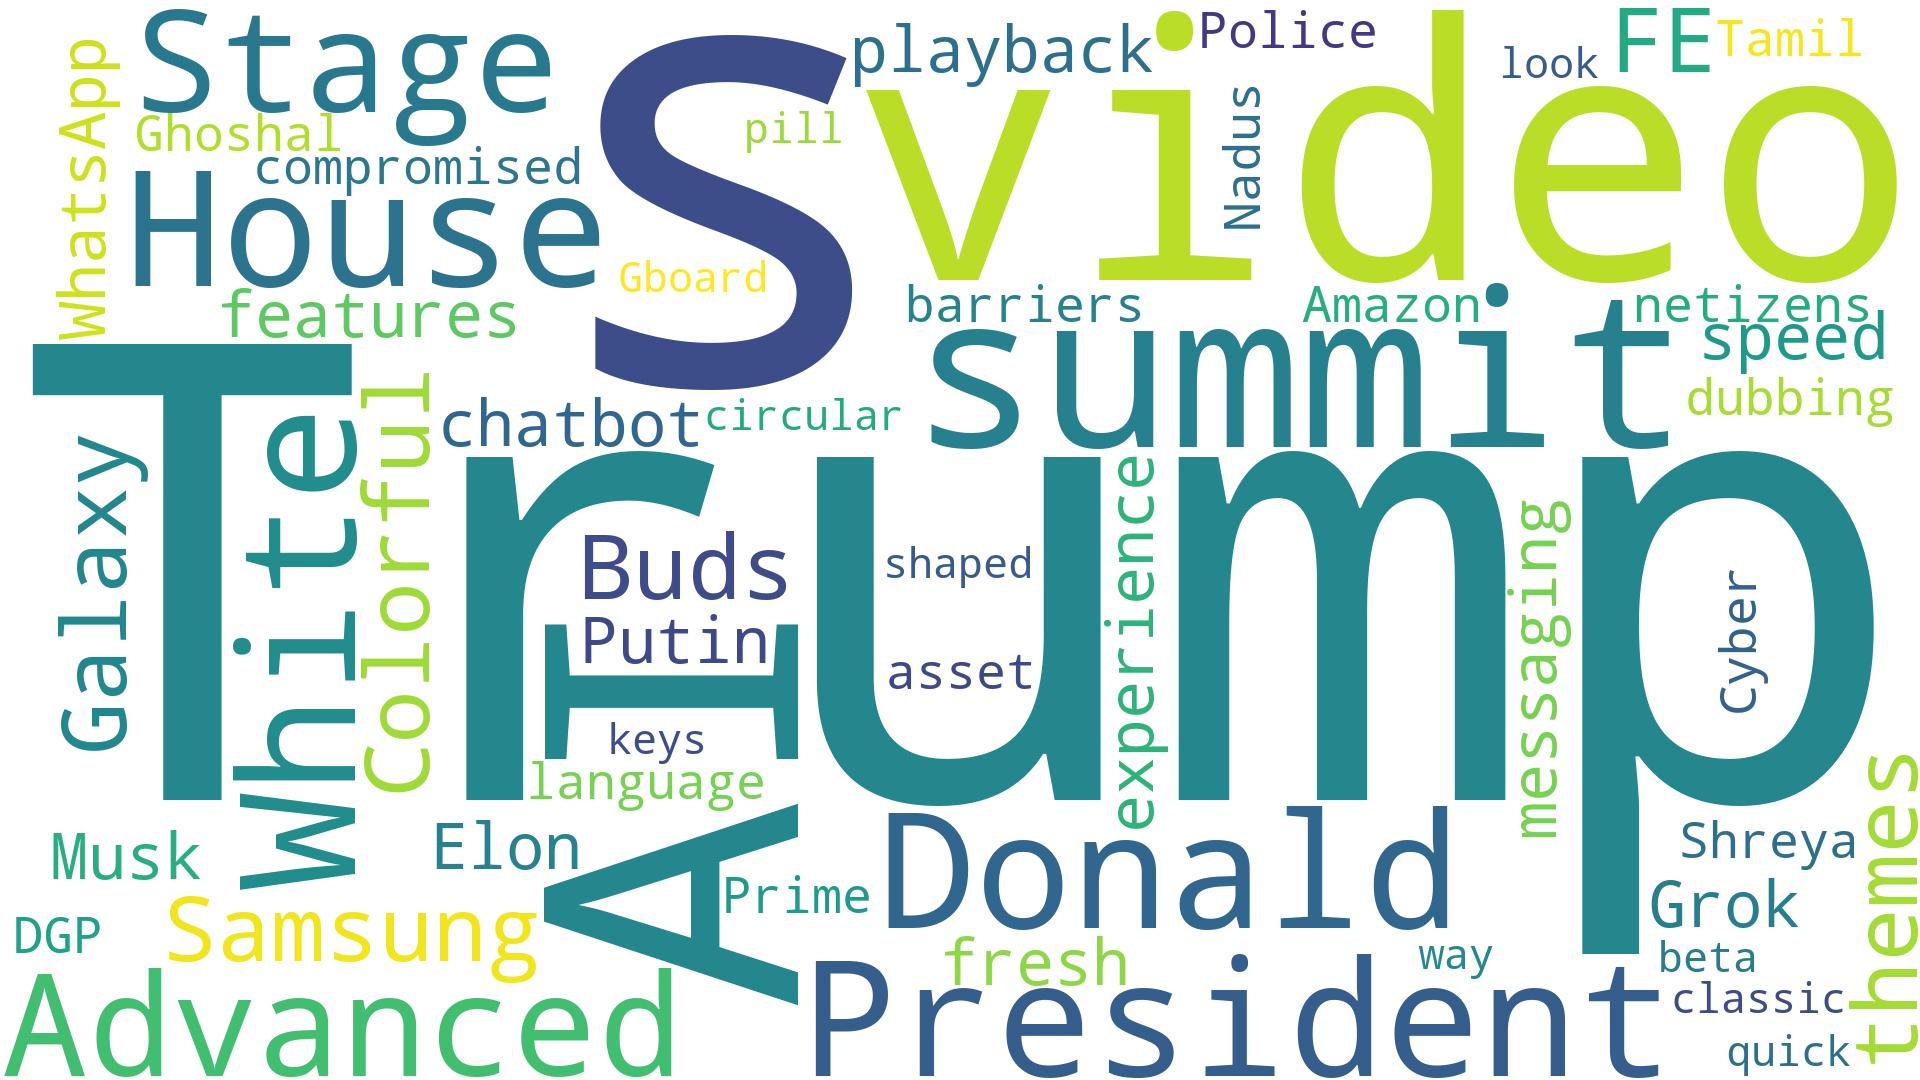 Stage
S
video
playback
Police
look
FE
Tamil
WhatsApp
Ghoshal
pill
Nadus
compromised
House
Gboard
features
barriers
Amazon
netizens
summit
speed
dubbing
Trump
chatbot
circular
Galaxy
White
Colorful
Buds
shaped
experience
messaging
Cyber
Putin
asset
AI
keys
language
Musk
Elon
Donald
Shreya
themes
DGP
Samsung
Prime
Grok
fresh
way
beta
Advanced
President
classic
quick